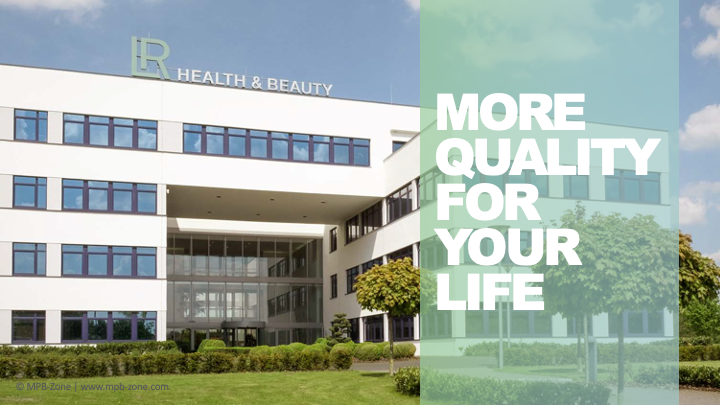 LR HEALTH & BEAUTY
MORE
QUALITY
FOR
YOUR
LIFE
© MPB-Zone | www.mpb-zone.com